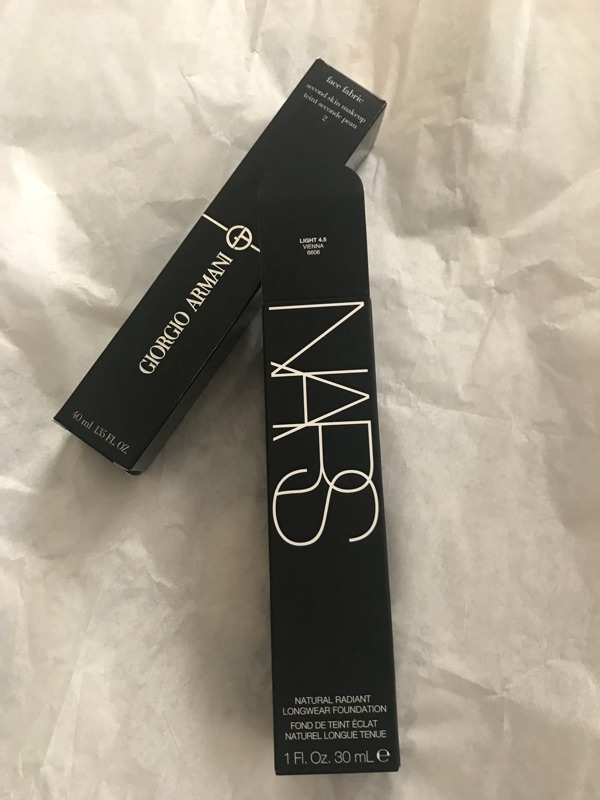 face fabric
second skin makeup
teint seconde peau
2
GIORGIO ARMANI
40 ml 1.35 FL. OZ.
LIGHT 4.5
VIENNA
6606
NARS
NATURAL RADIANT
LONGWEAR FOUNDATION
FOND DE TEINT ÉCLAT
NATUREL LONGUE TENUE
1 Fl. Oz. 30 mL ℮